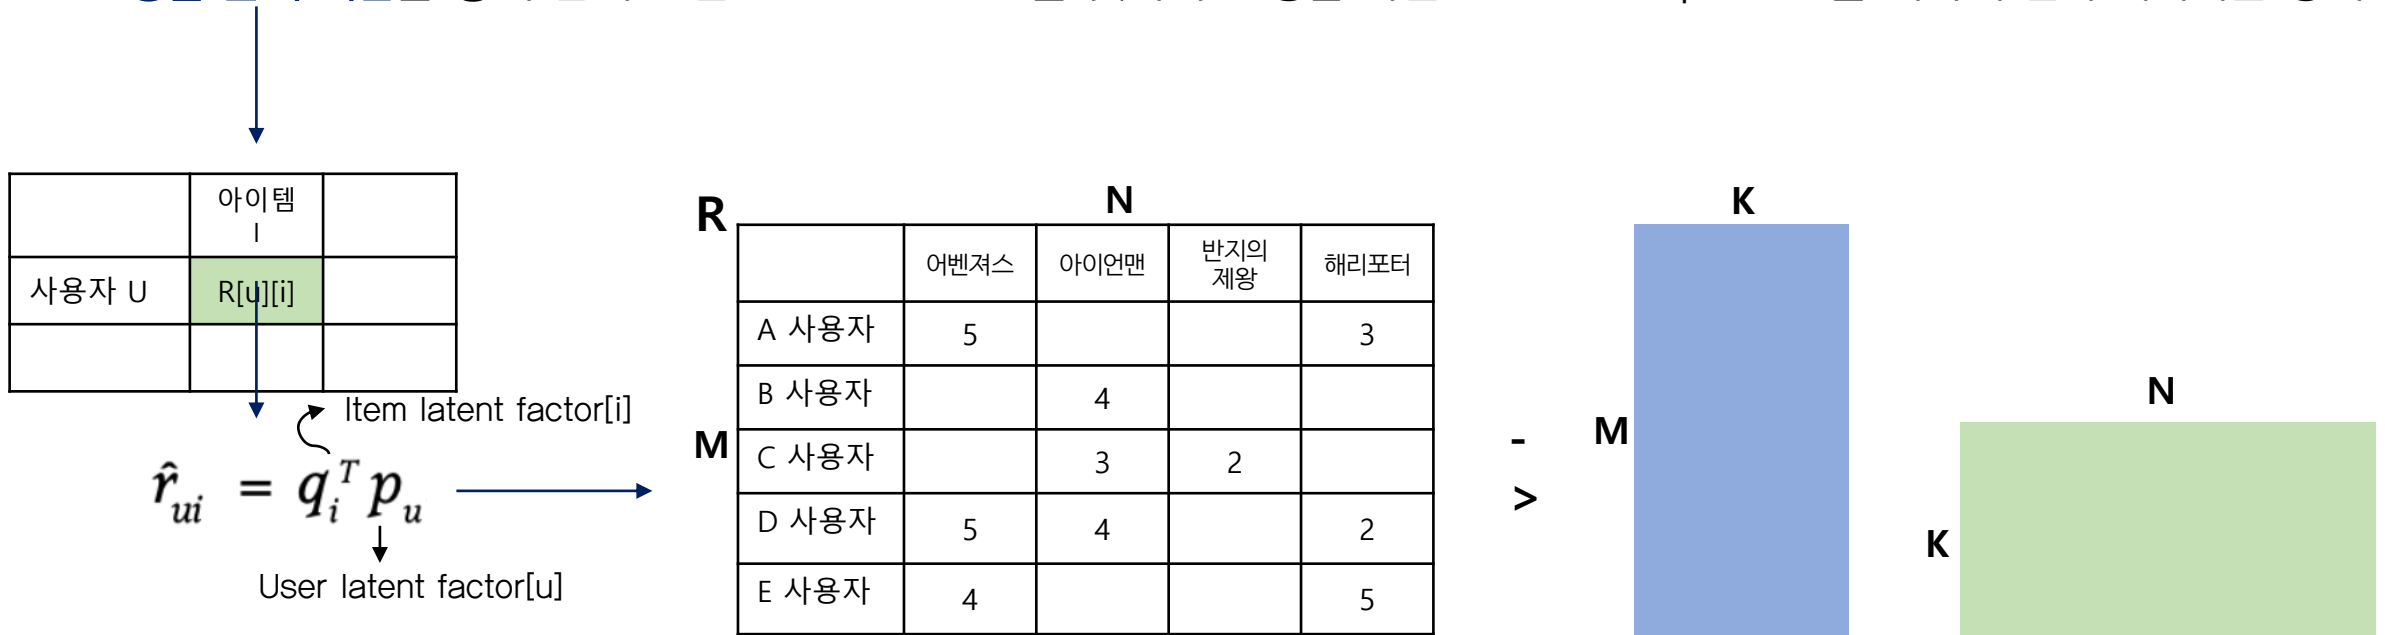 아이템
I
사용자 U
R[u][i]
Item latent factor[i]
r̂ui = qiT pu
User latent factor[u]
R
N
M
어벤져스
아이언맨
반지의
제왕
해리포터
A 사용자
5
3
B 사용자
4
C 사용자
3
2
D 사용자
5
4
2
E 사용자
4
5
-
>
K
M
N
K